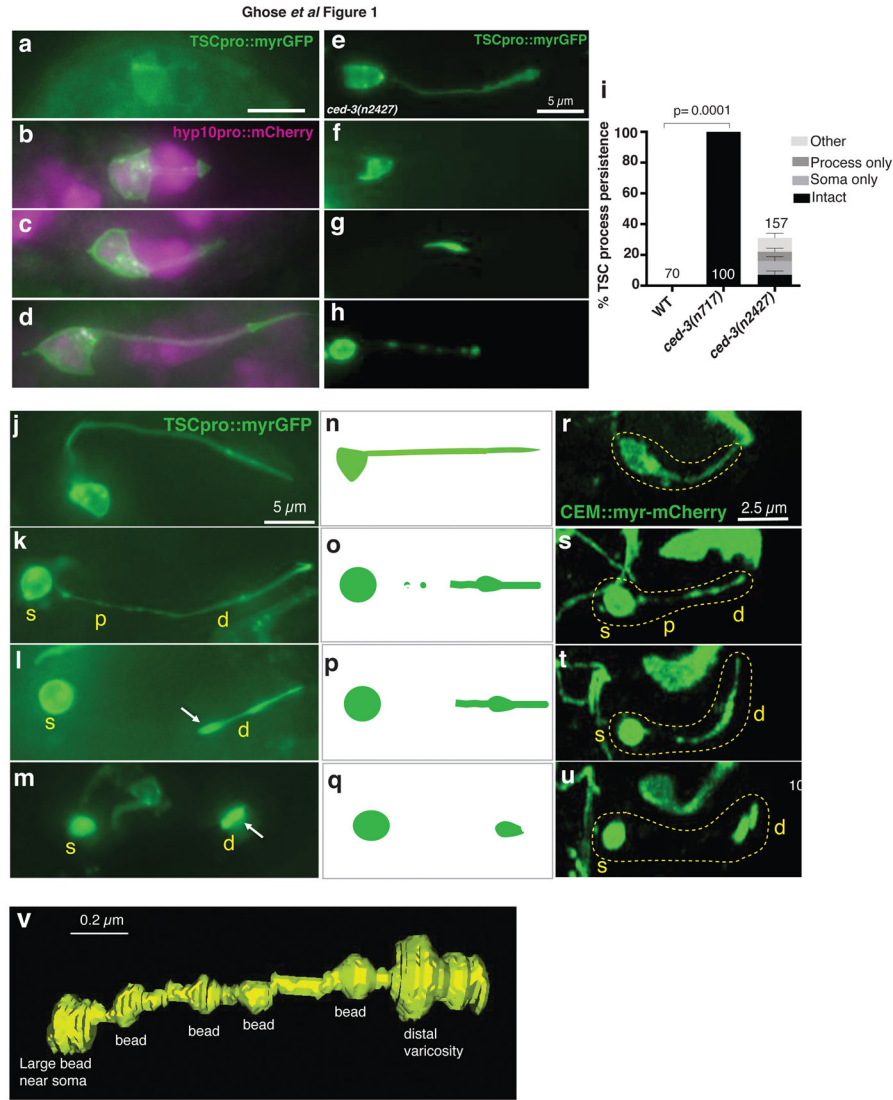 Ghose et al Figure 1
a
TSCpro::myrGFP
b
hyp10pro::mCherry
c
d
e
TSCpro::myrGFP
ced-3(n2427)
5 μm
f
g
h
i
p= 0.0001
% TSC process persistence
100
80
60
40
20
0
70
100
157
WT
ced-3(n717)
ced-3(n2427)
Other
Process only
Soma only
Intact
j
TSCpro::myrGFP
5 μm
k
s
p
d
l
s
d
m
s
d
n
o
p
q
r
CEM::myr-mCherry
2.5 μm
s
s
p
d
t
s
d
u
10
s
d
v
0.2 μm
Large bead
near soma
bead
bead
bead
bead
distal
varicosity